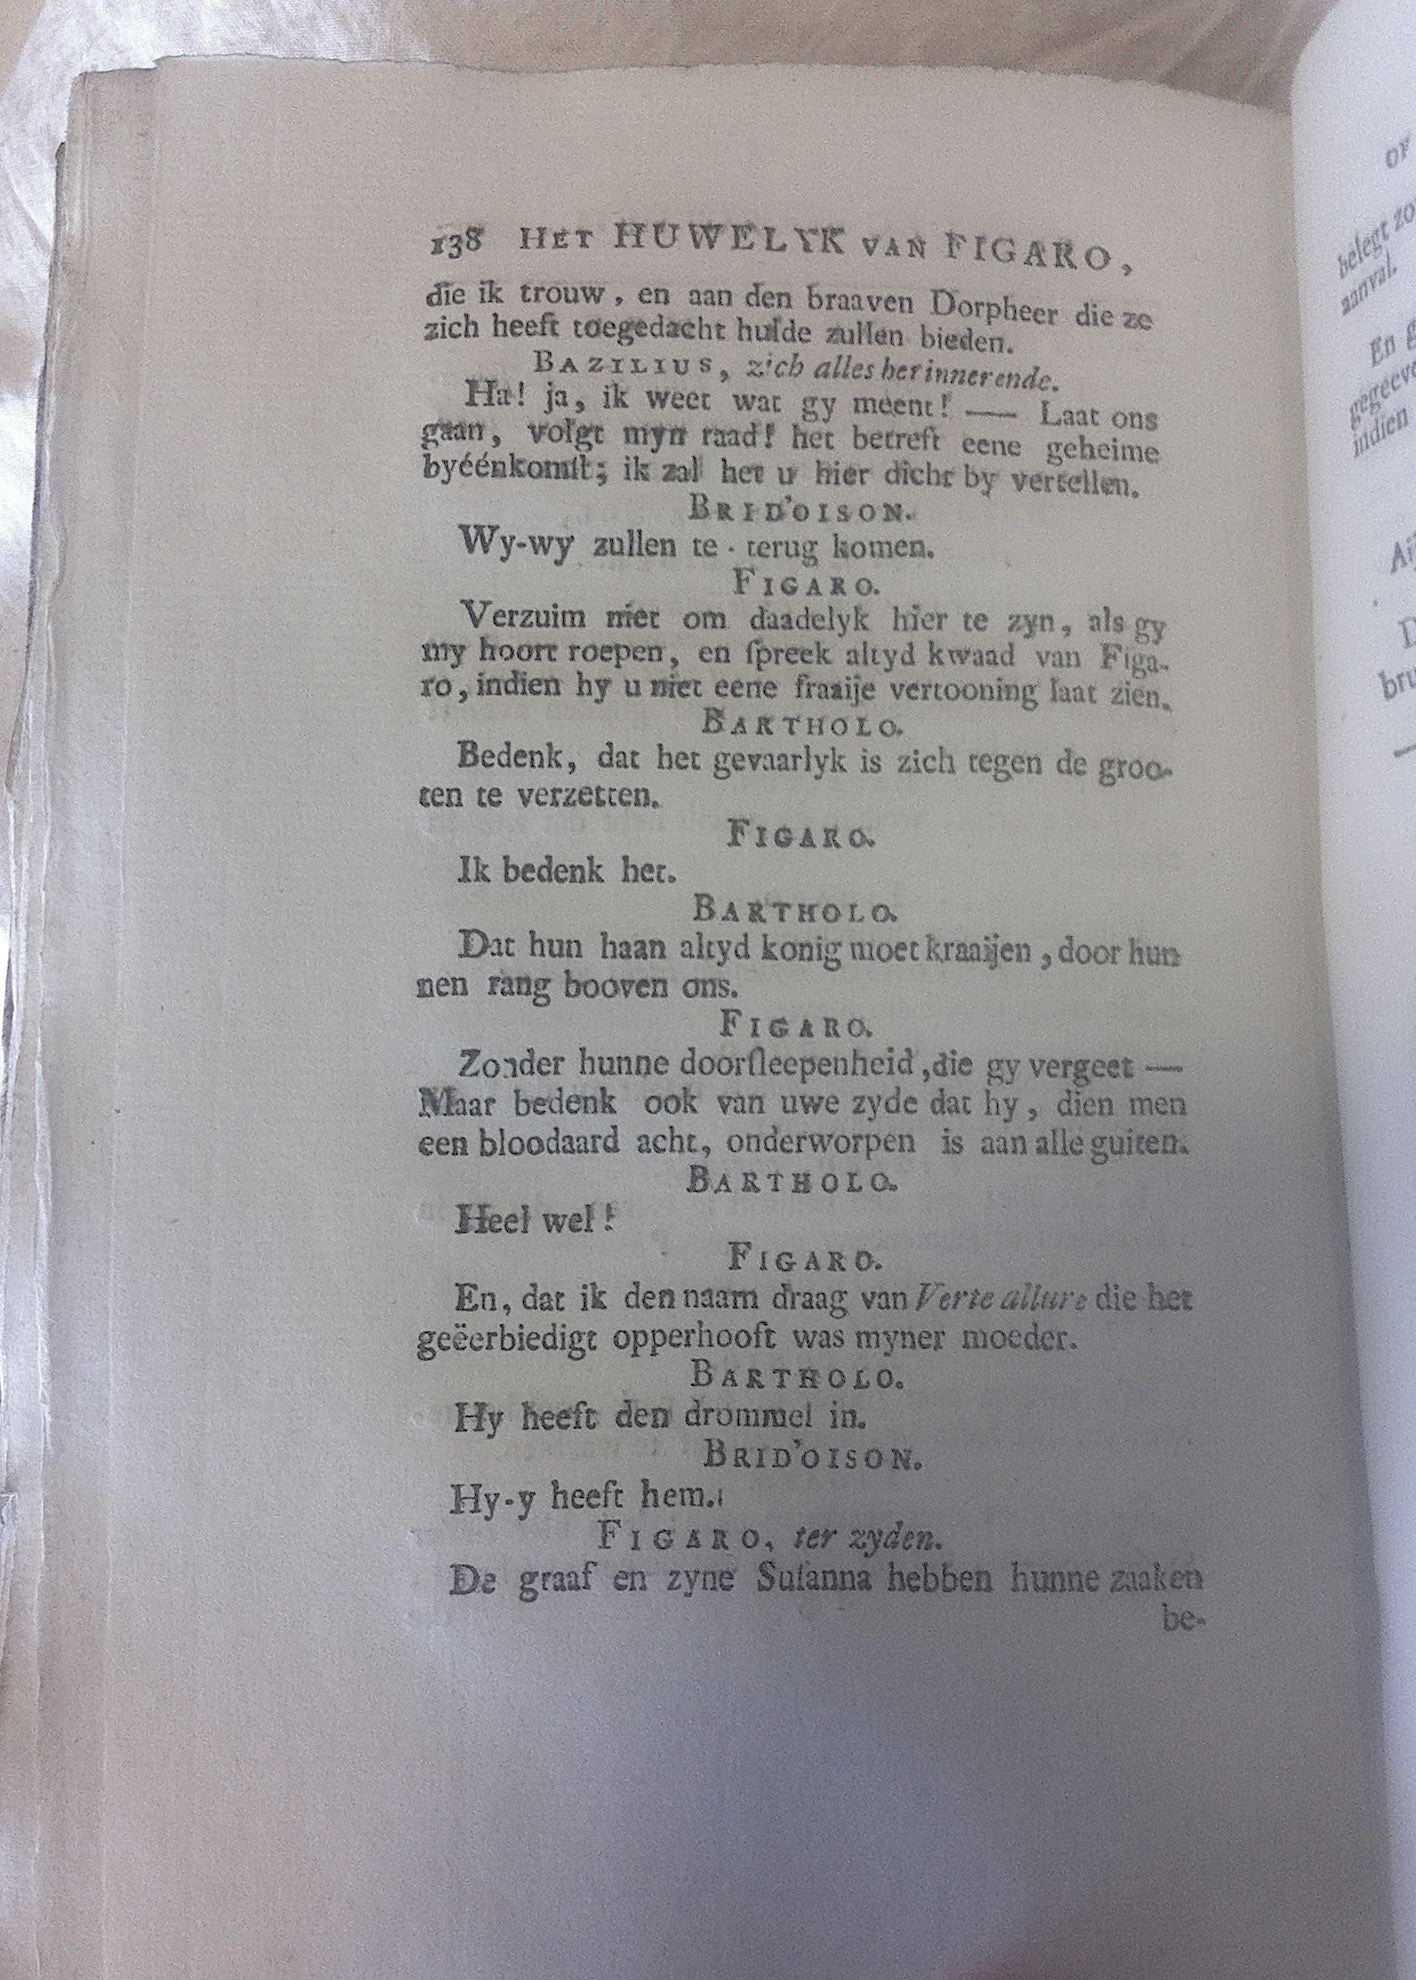 138 HET HUWELYK VAN FIGARO,
die ik trouw, en aan den braaven Dorpheer die ze
zich heeft toegedacht hulde zullen bieden.
BAZILIUS, zich alles herinnerende.
Ha! ja, ik weet wat gy meent! — Laat ons
gaan, volgt myn raad! het betreft eene geheime
byéénkomst; ik zal het u hier dicht by vertellen.
BRID'OISON.
Wy-wy zullen te-terug komen.
FIGARO.
Verzuim niet om daadelyk hier te zyn, als gy
my hoort roepen, en ſpreek altyd kwaad van Figa-
ro, indien hy u niet eene fraaije vertooning laat zien.
BARTHOLO.
Bedenk, dat het gevaarlyk is zich tegen de groo-
ten te verzetten.
FIGARO.
Ik bedenk het.
BARTHOLO.
Dat hun haan altyd konig moet kraaijen, door hun
nen rang booven ons.
FIGARO.
Zonder hunne doorſleepenheid, die gy vergeet —
Maar bedenk ook van uwe zyde dat hy, dien men
een bloodaard acht, onderworpen is aan alle guiten.
BARTHOLO.
Heel wel!
FIGARO.
En, dat ik den naam draag van Verte allure die het
geëerbiedigt opperhooft was myner moeder.
BARTHOLO.
Hy heeft den drommel in.
BRID'OISON.
Hy-y heeft hem.
FIGARO, ter zyden.
De graaf en zyne Suſanna hebben hunne zaaken
be-
OF
belegt zo
aanval.
En g
gegeeve
indien
bru